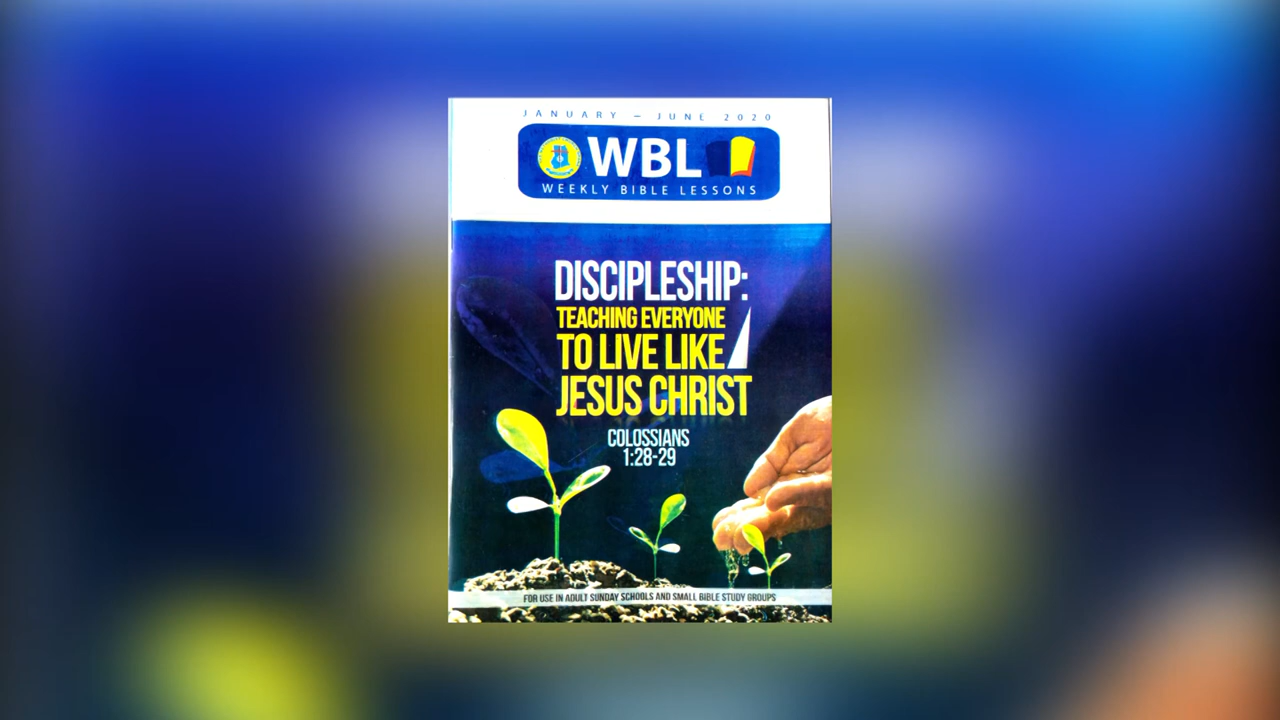 JANUARY – JUNE 2020
WBL
WEEKLY BIBLE LESSONS
DISCIPLESHIP:
TEACHING EVERYONE
TO LIVE LIKE
JESUS CHRIST
COLOSSIANS
1:28-29
FOR USE IN ADULT SUNDAY SCHOOLS AND SMALL BIBLE STUDY GROUPS